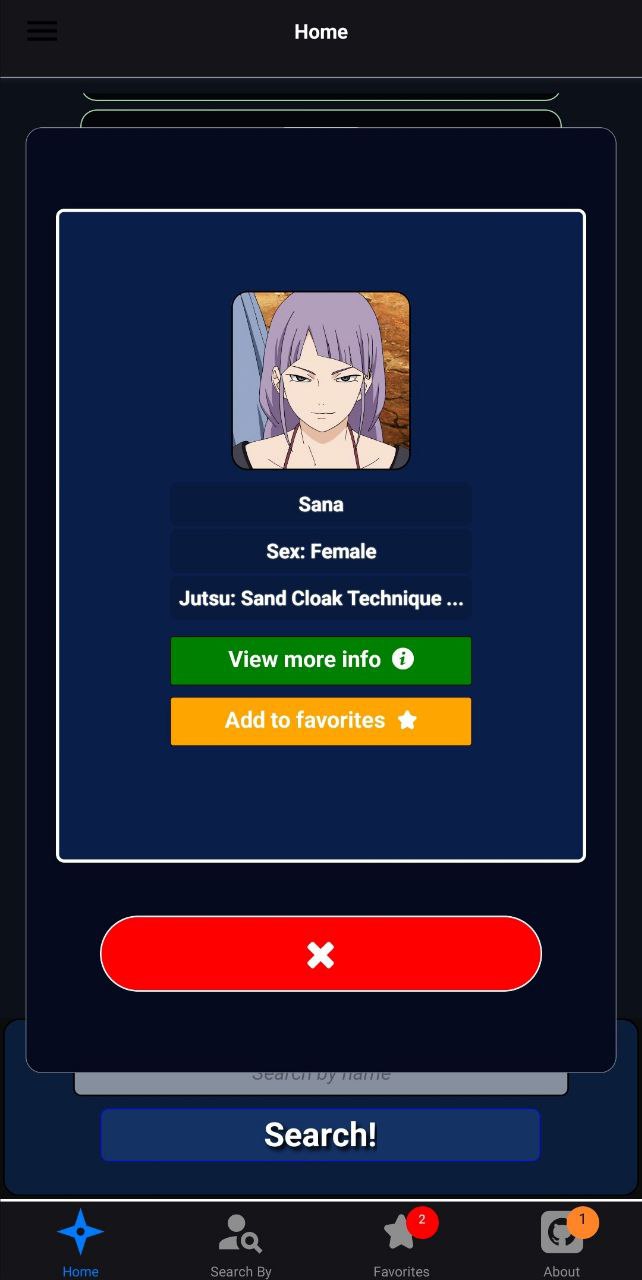 Home
Sana
Sex: Female
Jutsu: Sand Cloak Technique ...
View more info
Add to favorites
Search by name
Search!
2
1
Home
Search By
Favorites
About